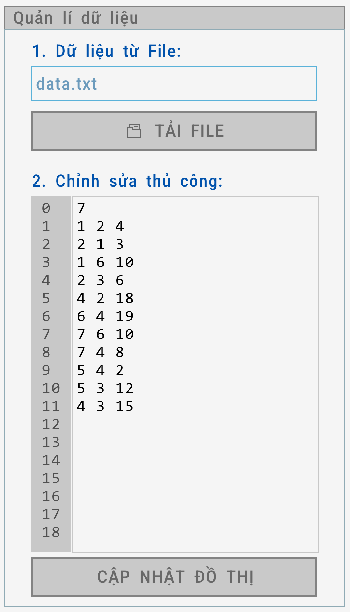 Quản lí dữ liệu
1. Dữ liệu từ File:
data.txt
TẢI FILE
2. Chỉnh sửa thủ công:
0 7
1 1 2 4
2 2 1 3
3 1 6 10
4 2 3 6
5 4 2 18
6 6 4 19
7 7 6 10
8 7 4 8
9 5 4 2
10 5 3 12
11 4 3 15
12
13
14
15
16
17
18
CẬP NHẬT ĐỒ THỊ